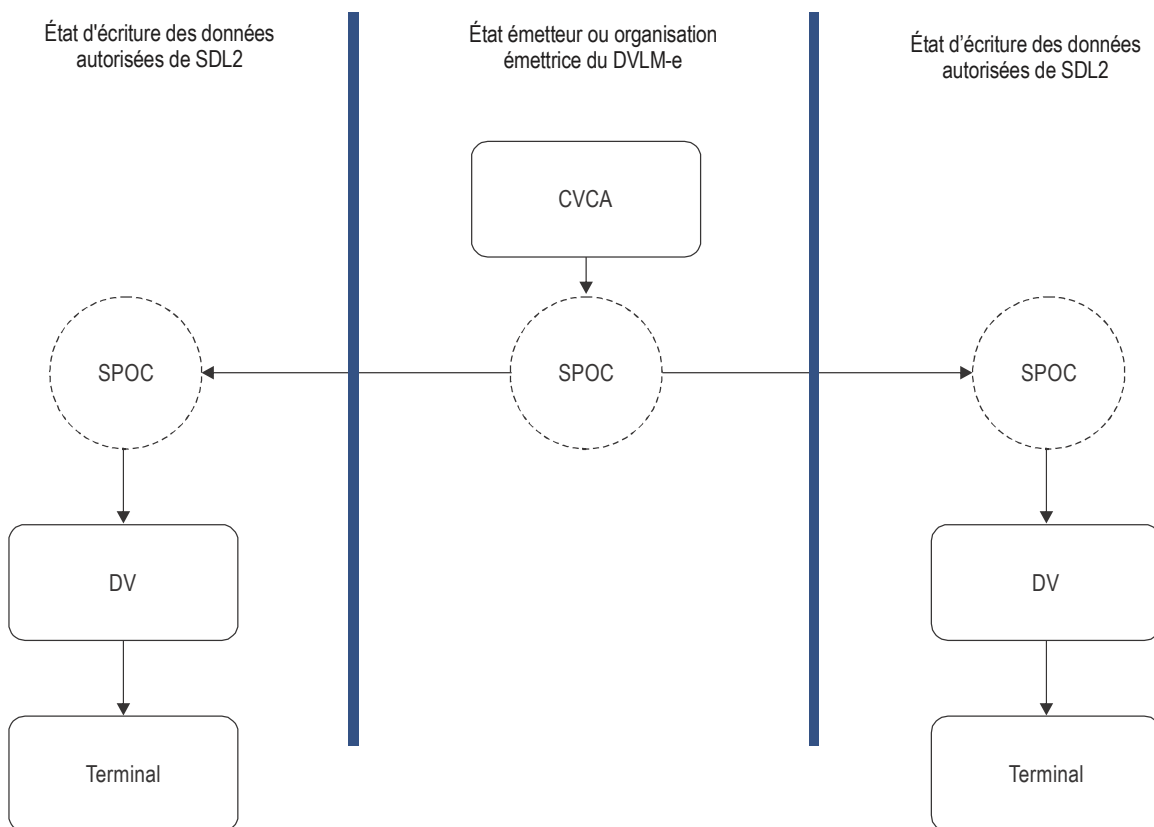 État d'écriture des données
autorisées de SDL2
État émetteur ou organisation
émettrice du DVLM-e
État d’écriture des données
autorisées de SDL2
CVCA
SPOC
SPOC
SPOC
DV
DV
Terminal
Terminal